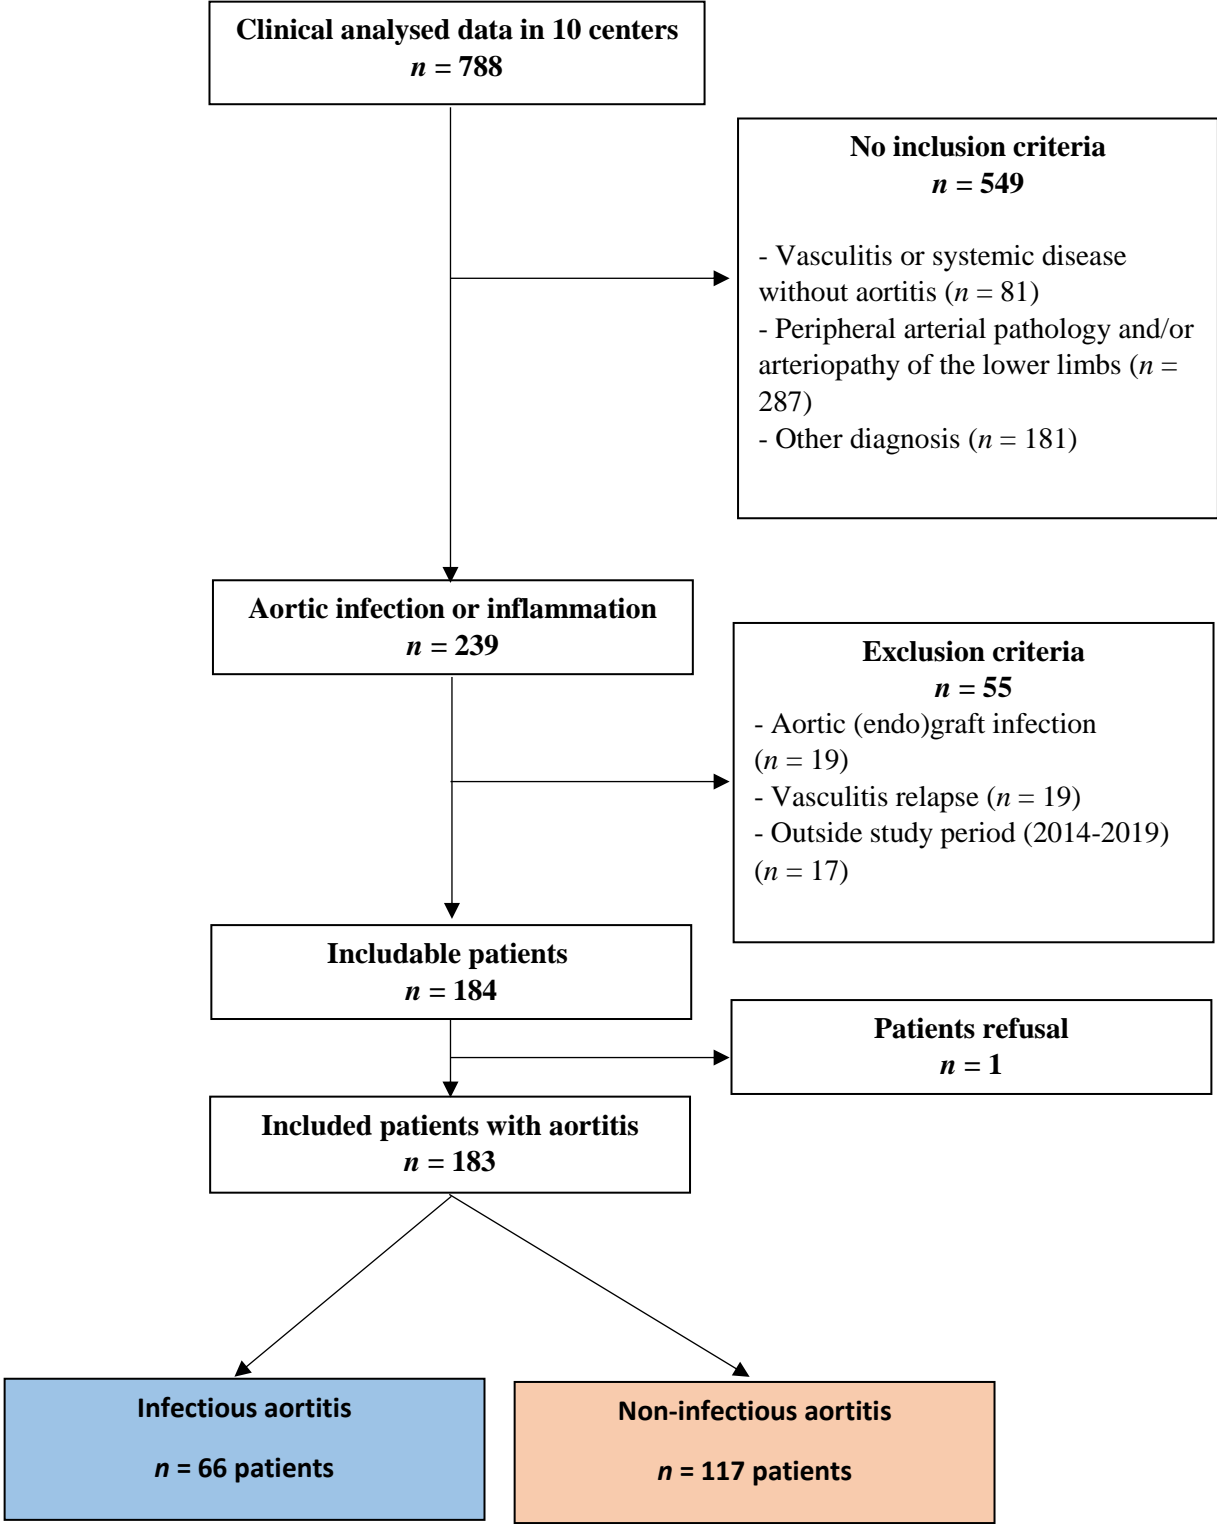 Clinical analysed data in 10 centers
n = 788
No inclusion criteria
n = 549
- Vasculitis or systemic disease
without aortitis (n = 81)
- Peripheral arterial pathology and/or
arteriopathy of the lower limbs (n =
287)
- Other diagnosis (n = 181)
Aortic infection or inflammation
n = 239
Exclusion criteria
n = 55
- Aortic (endo)graft infection
(n = 19)
- Vasculitis relapse (n = 19)
- Outside study period (2014-2019)
(n = 17)
Includable patients
n = 184
Patients refusal
n = 1
Included patients with aortitis
n = 183
Infectious aortitis
n = 66 patients
Non-infectious aortitis
n = 117 patients